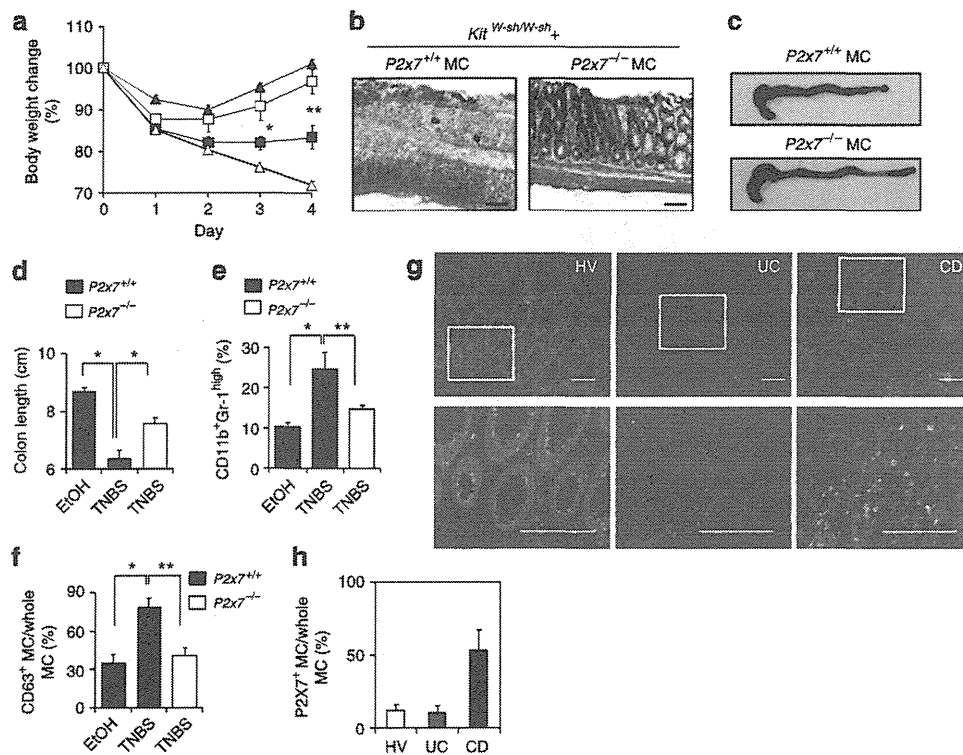 a
Body weight change
(%)
100
90
80
70
0
1
2
3
4
Day
*
**
b
Kit W-sh/W-sh+
P2x7+/+ MC
P2x7−/− MC
c
P2x7+/+ MC
P2x7−/− MC
d
P2x7+/+
P2x7−/−
Colon length (cm)
10
8
6
*
*
EtOH
TNBS
TNBS
e
P2x7+/+
P2x7−/−
CD11b+Gr-1high (%)
30
20
10
0
*
**
EtOH
TNBS
TNBS
g
HV
UC
CD
f
P2x7+/+
P2x7−/−
CD63+ MC/whole
MC (%)
90
60
30
0
*
**
EtOH
TNBS
TNBS
h
P2X7+ MC/whole
MC (%)
100
50
0
HV
UC
CD